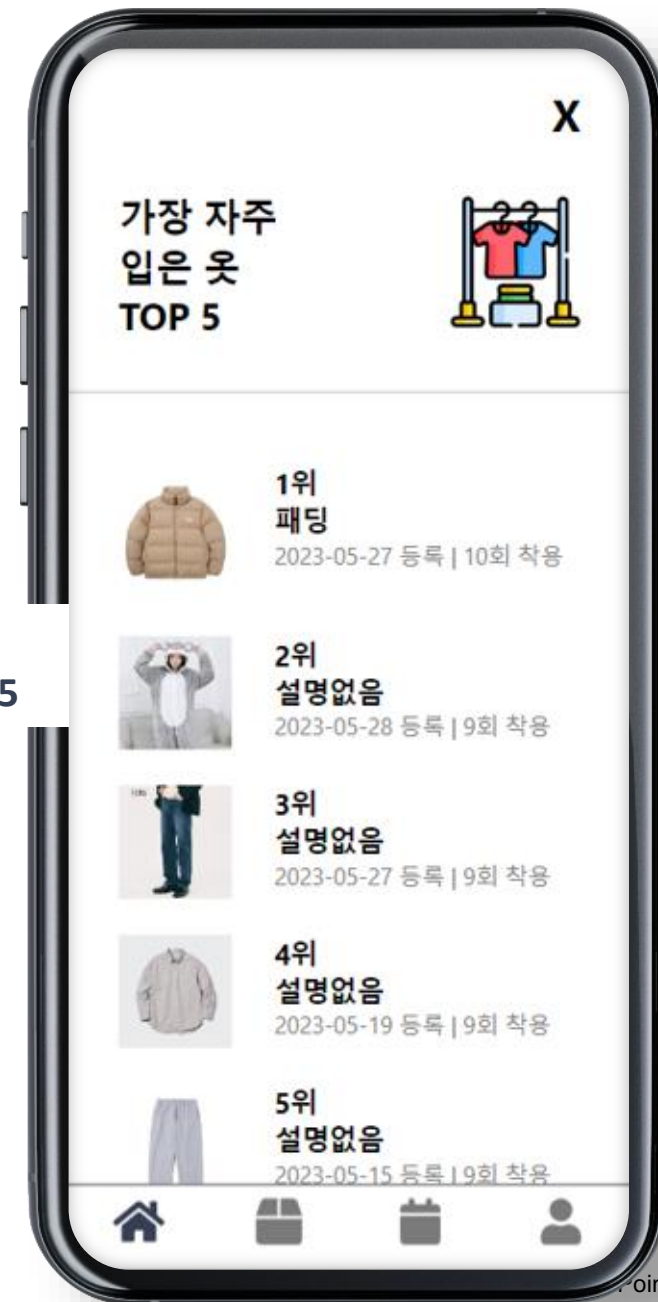 X
가장 자주
입은 옷
TOP 5
1위
패딩
2023-05-27 등록 | 10회 착용
5
2위
설명없음
2023-05-28 등록 | 9회 착용
3위
설명없음
2023-05-27 등록 | 9회 착용
4위
설명없음
2023-05-19 등록 | 9회 착용
5위
설명없음
2023-05-15 등록 | 9회 착용